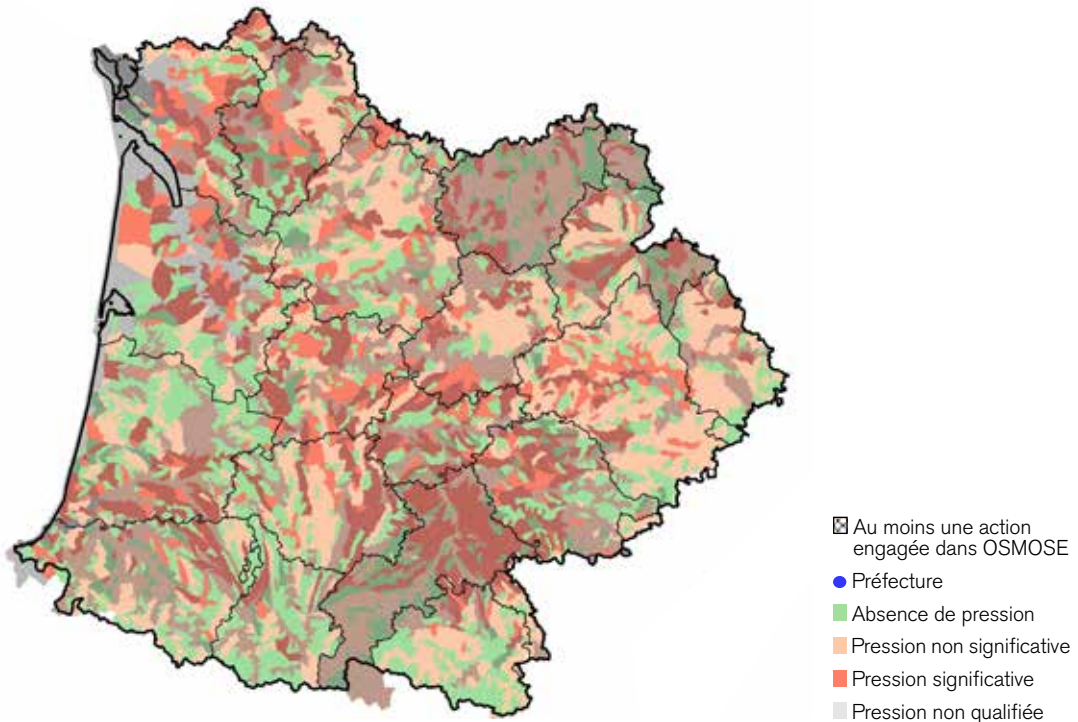 Au moins une action
engagée dans OSMOSE
Préfecture
Absence de pression
Pression non significative
Pression significative
Pression non qualifiée